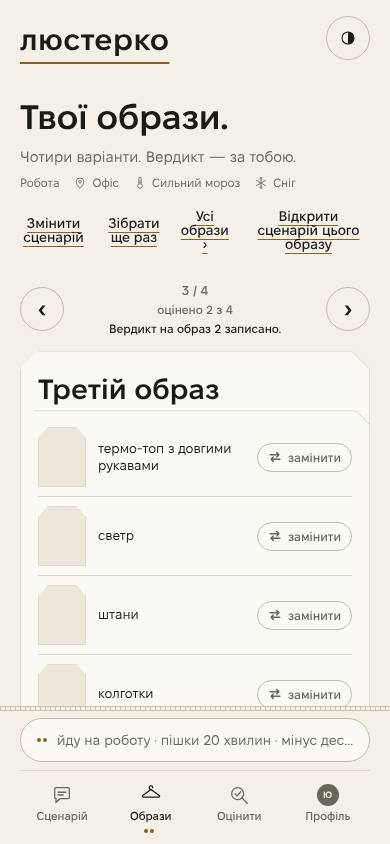 люстерко
Твої образи.
Чотири варіанти. Вердикт — за тобою.
Робота Офіс Сильний мороз Сніг
Змінити сценарій
Зібрати ще раз
Усі образи ›
Відкрити сценарій цього образу
‹
3 / 4
оцінено 2 з 4
Вердикт на образ 2 записано.
›
Третій образ
термо-топ з довгими рукавами
замінити
светр
замінити
штани
замінити
колготки
замінити
йду на роботу · пішки 20 хвилин · мінус дес...
Сценарій
Образи
Оцінити
Ю
Профіль